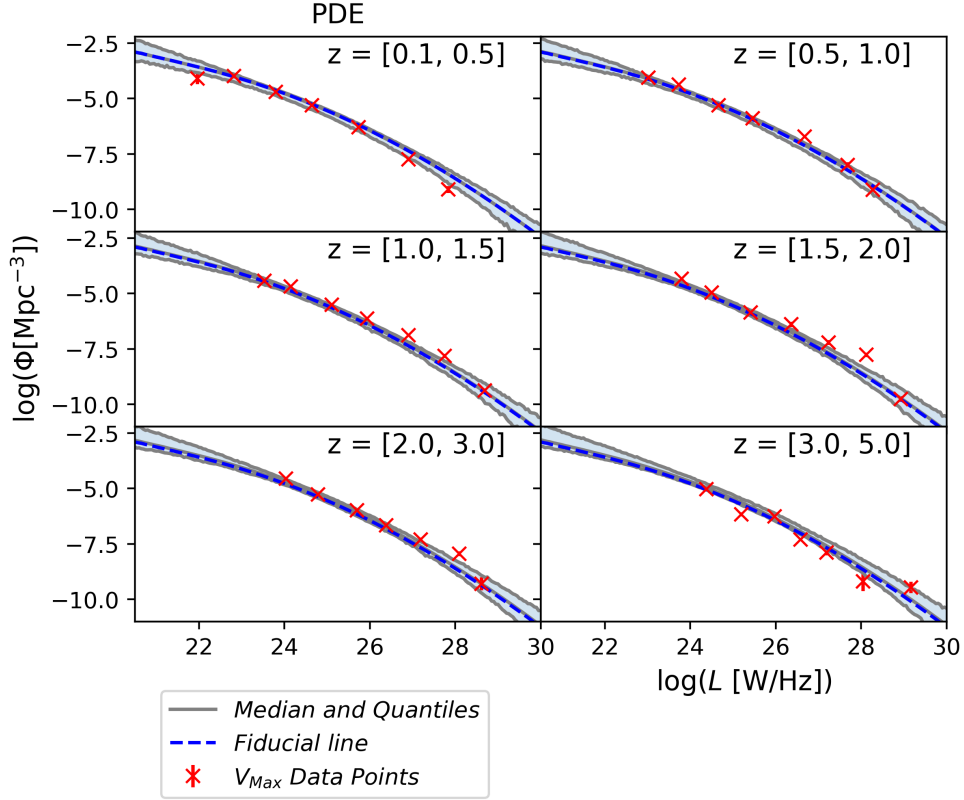 PDE
z = [0.1, 0.5]
z = [0.5, 1.0]
−2.5
−5.0
−7.5
−10.0
z = [1.0, 1.5]
z = [1.5, 2.0]
−2.5
−5.0
−7.5
−10.0
log(Φ[Mpc⁻³])
z = [2.0, 3.0]
z = [3.0, 5.0]
−2.5
−5.0
−7.5
−10.0
22 24 26 28 30 22 24 26 28 30
log(L [W/Hz])
Median and Quantiles
Fiducial line
V_Max Data Points